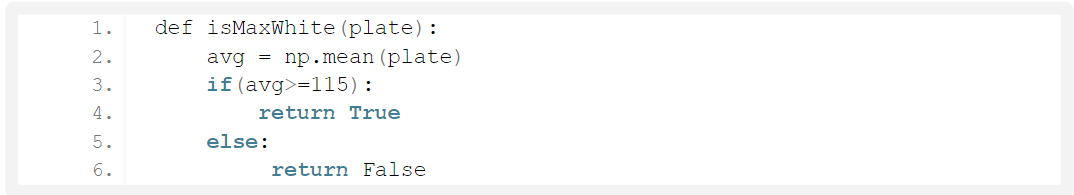 1. def isMaxWhite(plate):
2.     avg = np.mean(plate)
3.     if(avg>=115):
4.         return True
5.     else:
6.          return False